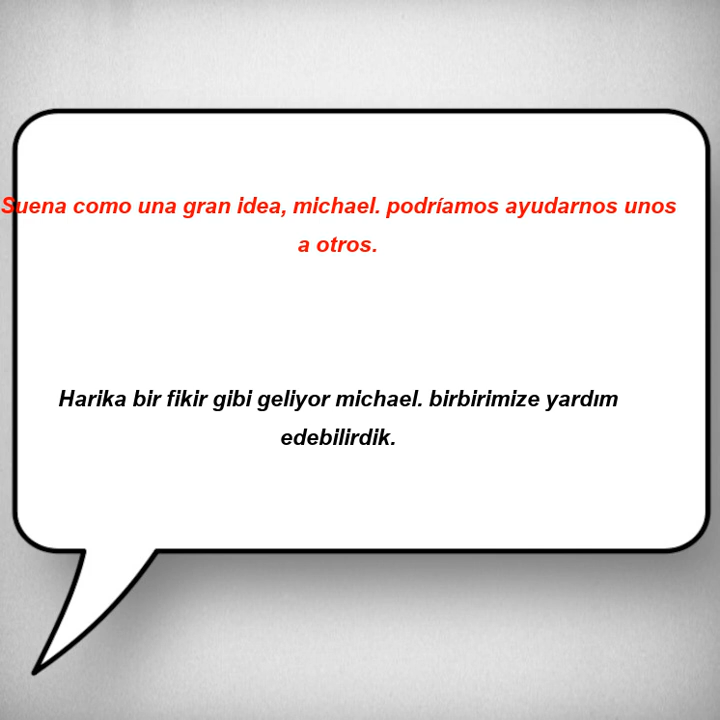 Suena como una gran idea, michael. podríamos ayudarnos unos
a otros.
Harika bir fikir gibi geliyor michael. birbirimize yardım
edebilirdik.